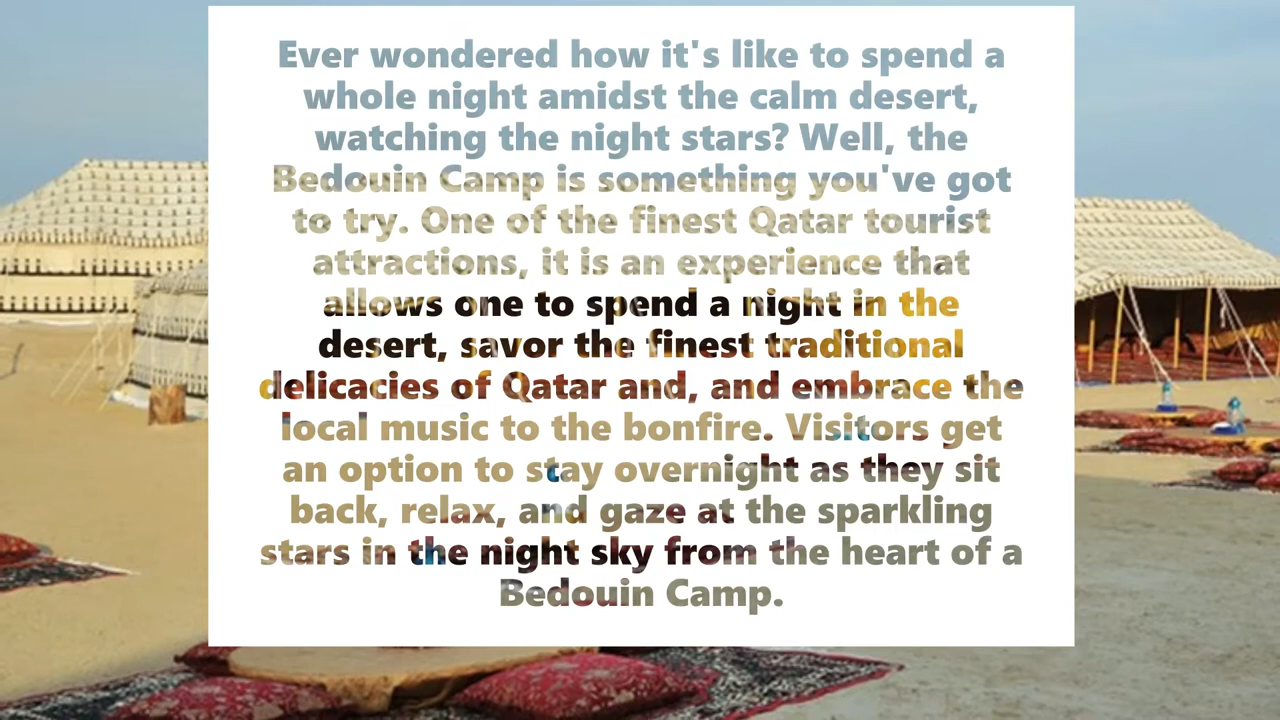 Ever wondered how it's like to spend a
whole night amidst the calm desert,
watching the night stars? Well, the
Bedouin Camp is something you've got
to try. One of the finest Qatar tourist
attractions, it is an experience that
allows one to spend a night in the
desert, savor the finest traditional
delicacies of Qatar and, and embrace the
local music to the bonfire. Visitors get
an option to stay overnight as they sit
back, relax, and gaze at the sparkling
stars in the night sky from the heart of a
Bedouin Camp.